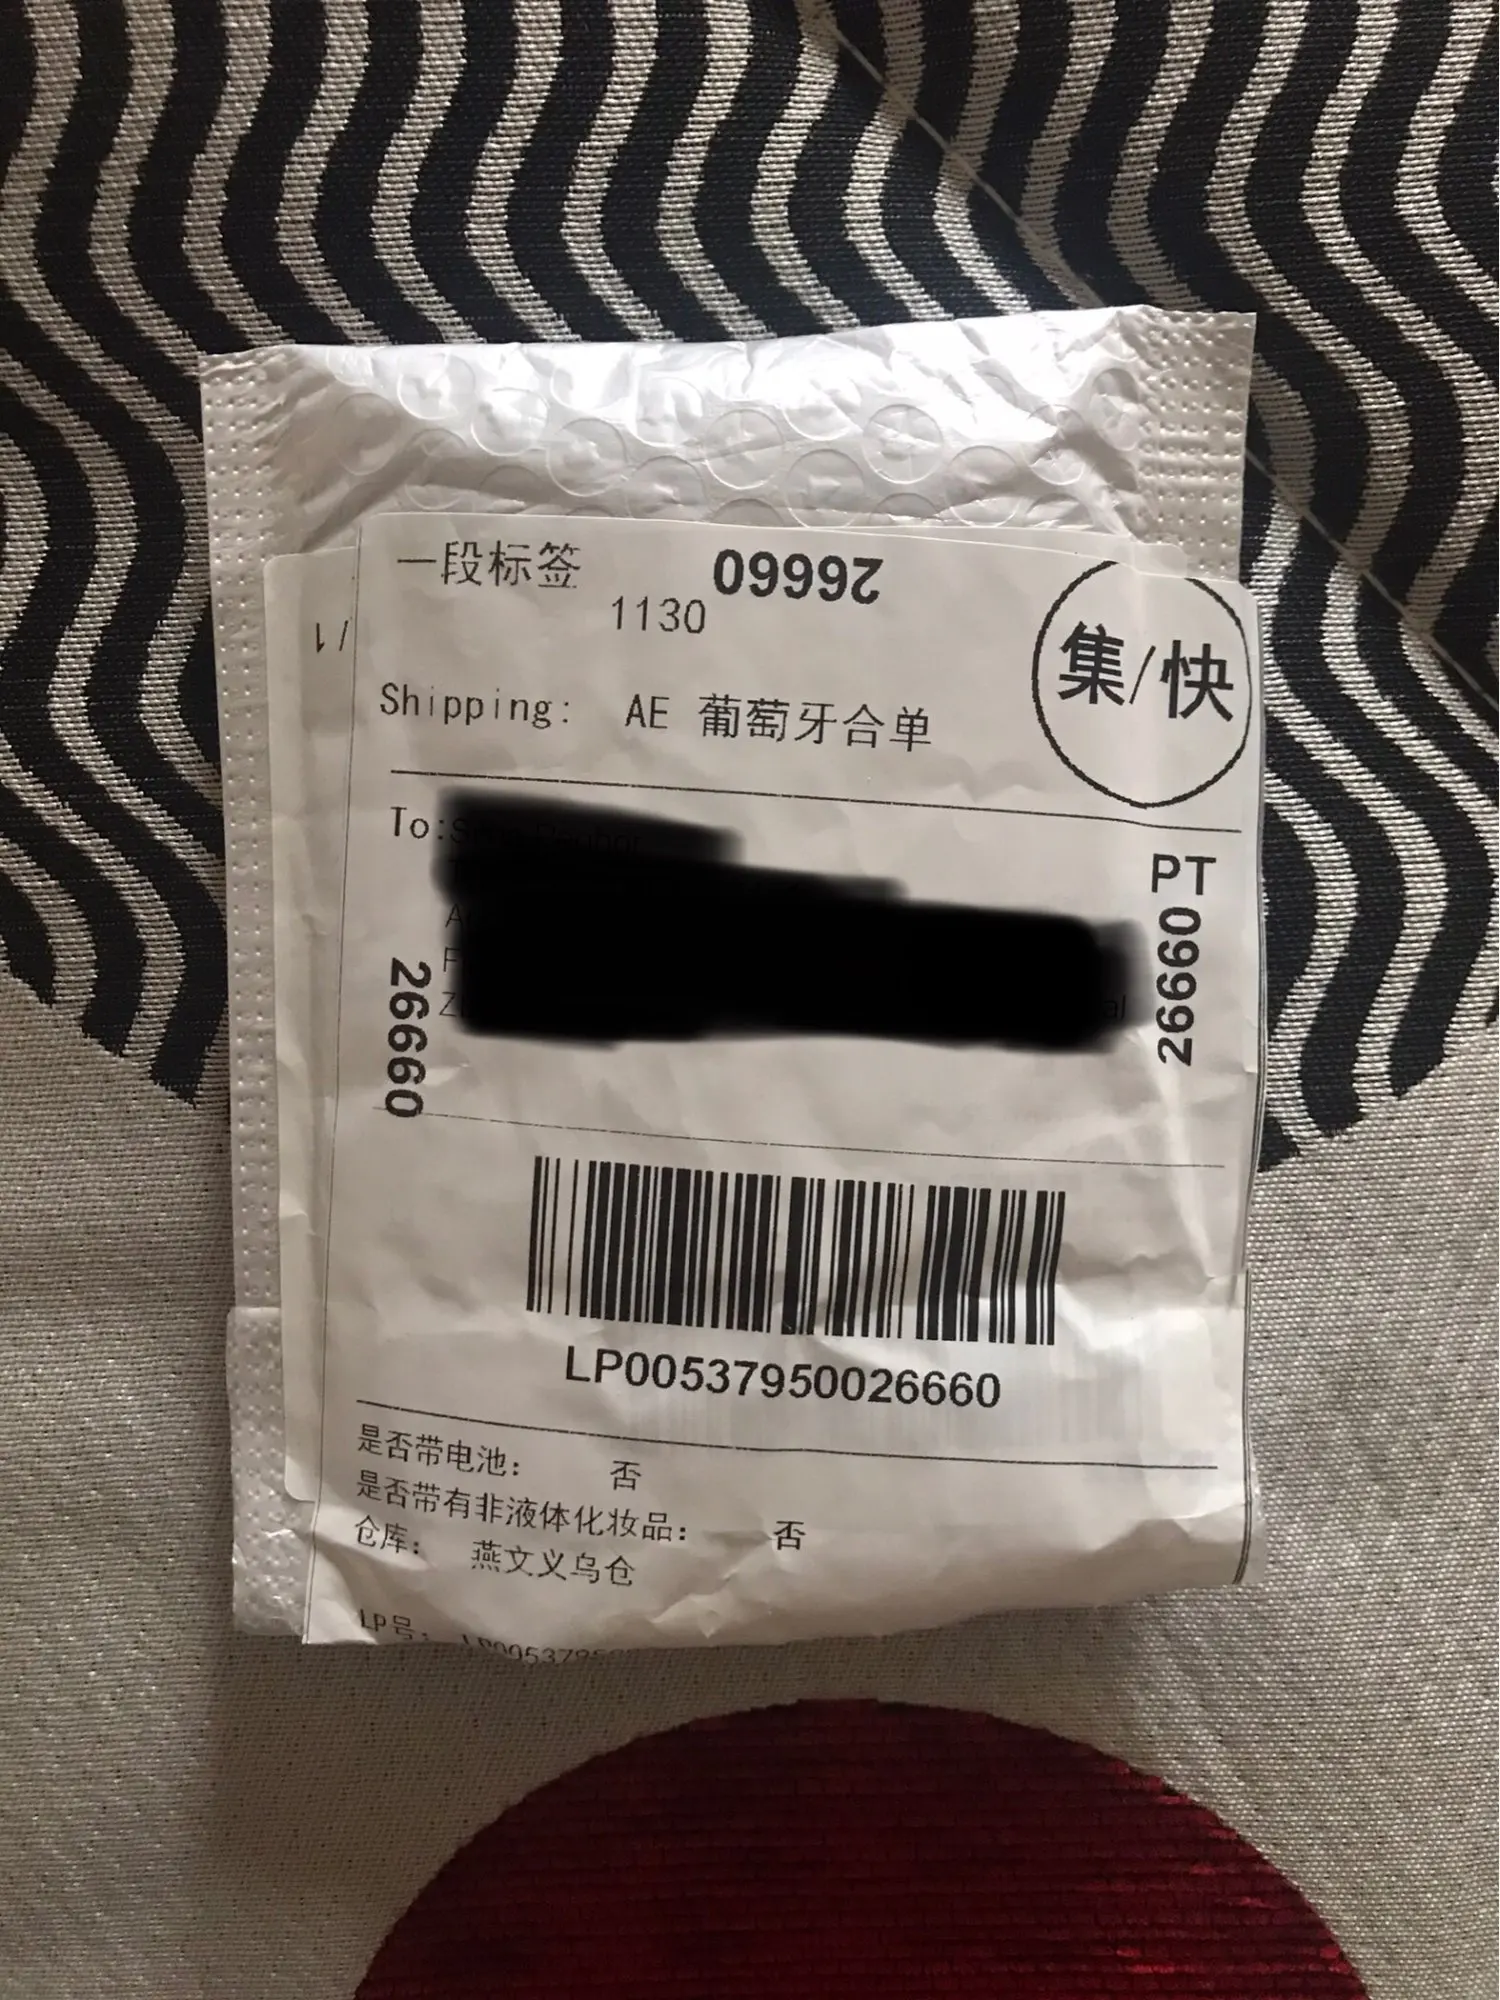 一段标签
26660
1130
集/快
Shipping: AE 葡萄牙合单
To:
PT
26660
26660
LP00537950026660
是否带电池： 否
是否带有非液体化妆品： 否
仓库： 燕文义乌仓
LP号：